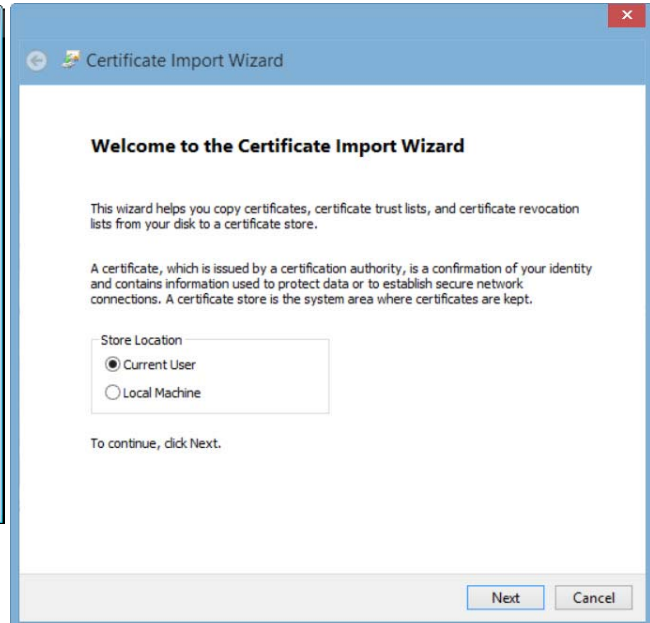 Certificate Import Wizard
Welcome to the Certificate Import Wizard
This wizard helps you copy certificates, certificate trust lists, and certificate revocation
lists from your disk to a certificate store.
A certificate, which is issued by a certification authority, is a confirmation of your identity
and contains information used to protect data or to establish secure network
connections. A certificate store is the system area where certificates are kept.
Store Location
Current User
Local Machine
To continue, click Next.
Next Cancel